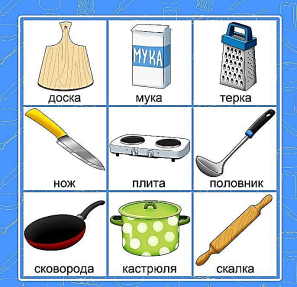 МУКА
доска мука терка
нож плита половник
сковорода кастрюля скалка